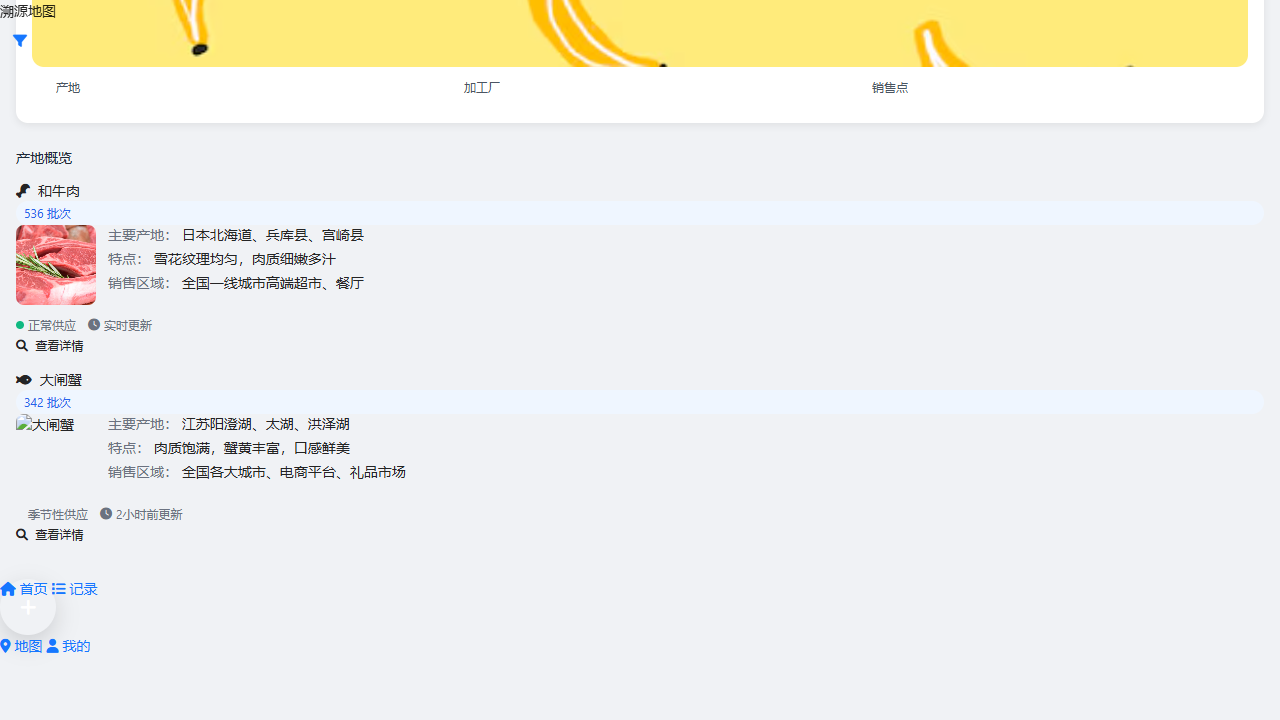 溯源地图
产地 加工厂 销售点
产地概览
和牛肉
536 批次
主要产地： 日本北海道、兵库县、宫崎县
特点： 雪花纹理均匀，肉质细嫩多汁
销售区域： 全国一线城市高端超市、餐厅
正常供应 实时更新
查看详情
大闸蟹
342 批次
大闸蟹
主要产地： 江苏阳澄湖、太湖、洪泽湖
特点： 肉质饱满，蟹黄丰富，口感鲜美
销售区域： 全国各大城市、电商平台、礼品市场
季节性供应 2小时前更新
查看详情
首页 记录
地图 我的